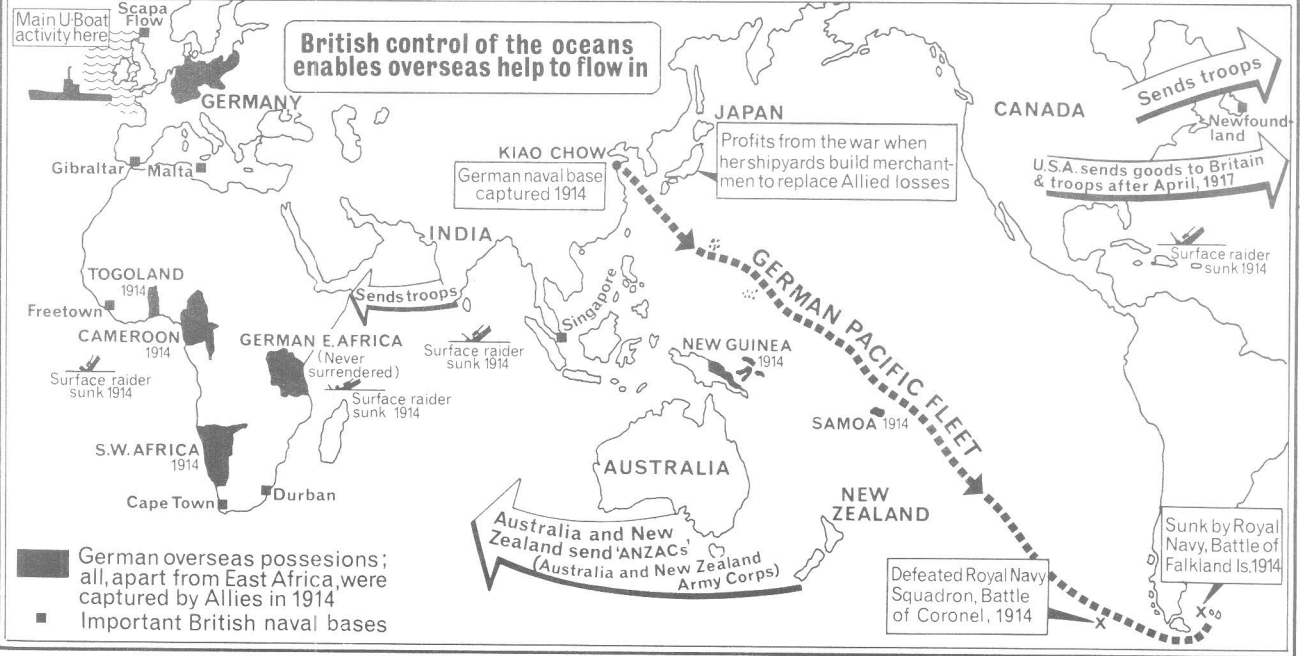 British control of the oceans
enables overseas help to flow in
Main U-Boat
activity here
Scapa
Flow
GERMANY
Gibraltar
Malta
KIAO CHOW
German naval base
captured 1914
JAPAN
Profits from the war when
her shipyards build merchant-
men to replace Allied losses
CANADA
Sends troops
Newfound-
land
U.S.A. sends goods to Britain
& troops after April, 1917
Surface raider
sunk 1914
INDIA
Sends troops
TOGOLAND
1914
Freetown
CAMEROON
1914
Surface raider
sunk 1914
GERMAN E. AFRICA
(Never
surrendered)
Surface raider
sunk 1914
Surface raider
sunk 1914
Singapore
NEW GUINEA
1914
SAMOA 1914
GERMAN PACIFIC FLEET
S.W. AFRICA
1914
Cape Town
Durban
AUSTRALIA
NEW
ZEALAND
Australia and New
Zealand send 'ANZACs'
(Australia and New Zealand
Army Corps)
Defeated Royal Navy
Squadron, Battle
of Coronel, 1914
Sunk by Royal
Navy, Battle of
Falkland Is. 1914
German overseas possesions;
all, apart from East Africa, were
captured by Allies in 1914
Important British naval bases